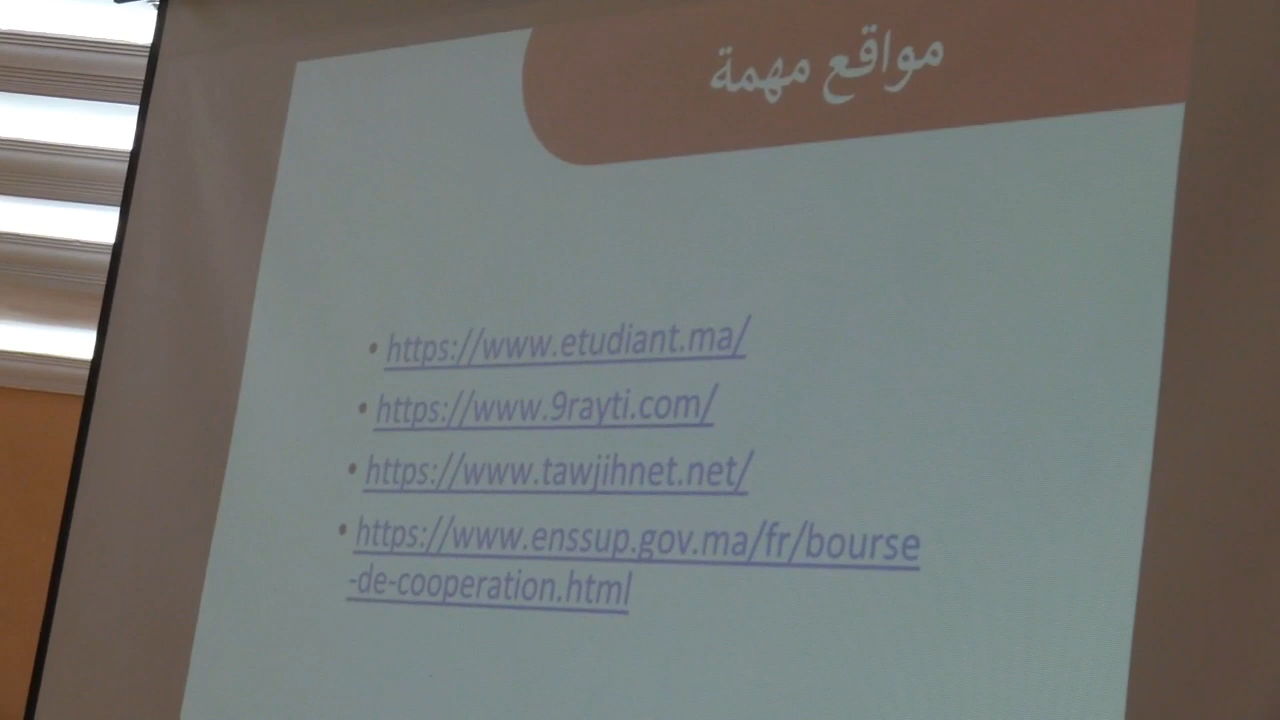 مواقع مهمة
• https://www.etudiant.ma/
• https://www.9rayti.com/
• https://www.tawjihnet.net/
• https://www.enssup.gov.ma/fr/bourse
-de-cooperation.html